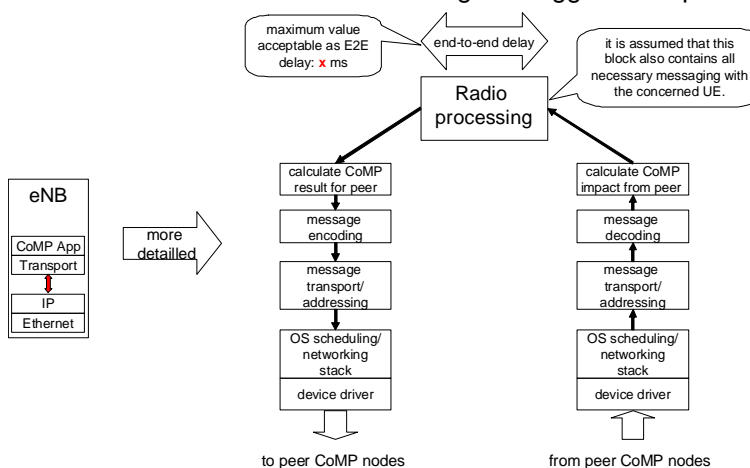 maximum value
acceptable as E2E
delay: x ms
end-to-end delay
it is assumed that this
block also contains all
necessary messaging with
the concerned UE.
Radio
processing
eNB
CoMP App
Transport
IP
Ethernet
more
detailled
calculate CoMP
result for peer
message
encoding
message
transport/
addressing
OS scheduling/
networking
stack
device driver
to peer CoMP nodes
calculate CoMP
impact from peer
message
decoding
message
transport/
addressing
OS scheduling/
networking
stack
device driver
from peer CoMP nodes